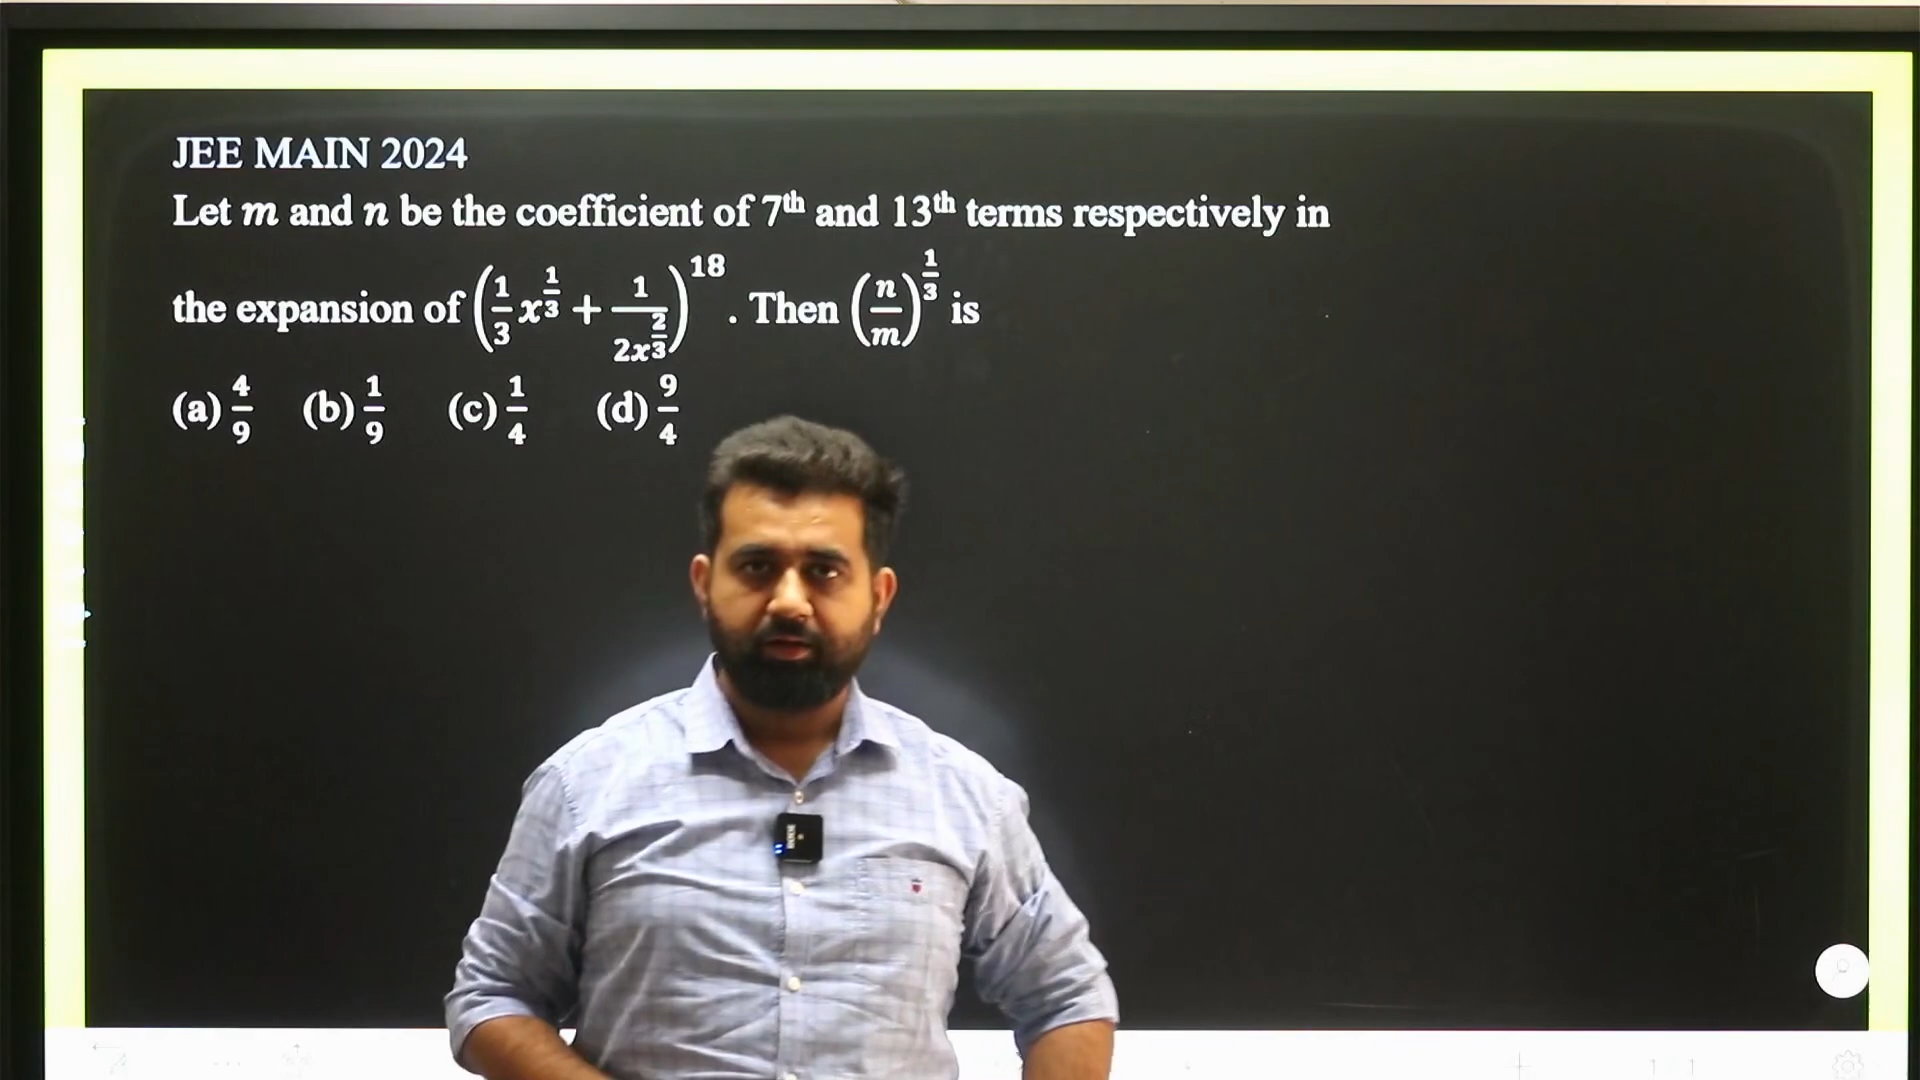 JEE MAIN 2024
Let m and n be the coefficient of 7th and 13th terms respectively in
the expansion of (1/3 x^(1/3) + 1/(2x^(2/3)))^18. Then (n/m)^(1/3) is
(a) 4/9 (b) 1/9 (c) 1/4 (d) 9/4